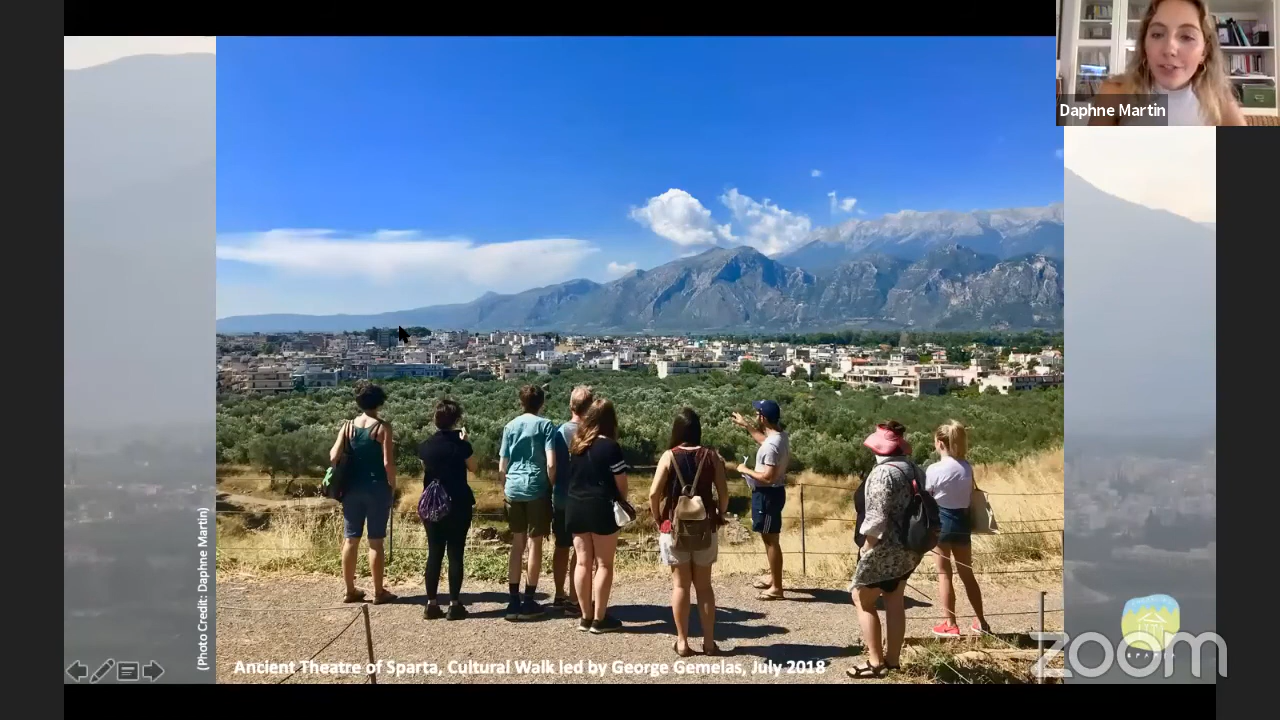 Daphne Martin
(Photo Credit: Daphne Martin)
Ancient Theatre of Sparta, Cultural Walk led by George Gemelas, July 2018
zoom